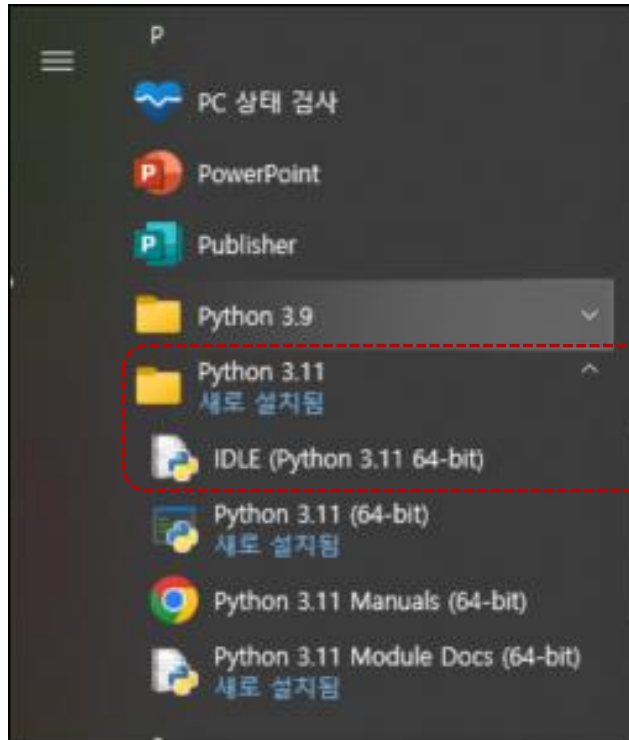 P
PC 상태 검사
PowerPoint
Publisher
Python 3.9
Python 3.11
새로 설치됨
IDLE (Python 3.11 64-bit)
Python 3.11 (64-bit)
새로 설치됨
Python 3.11 Manuals (64-bit)
Python 3.11 Module Docs (64-bit)
새로 설치됨